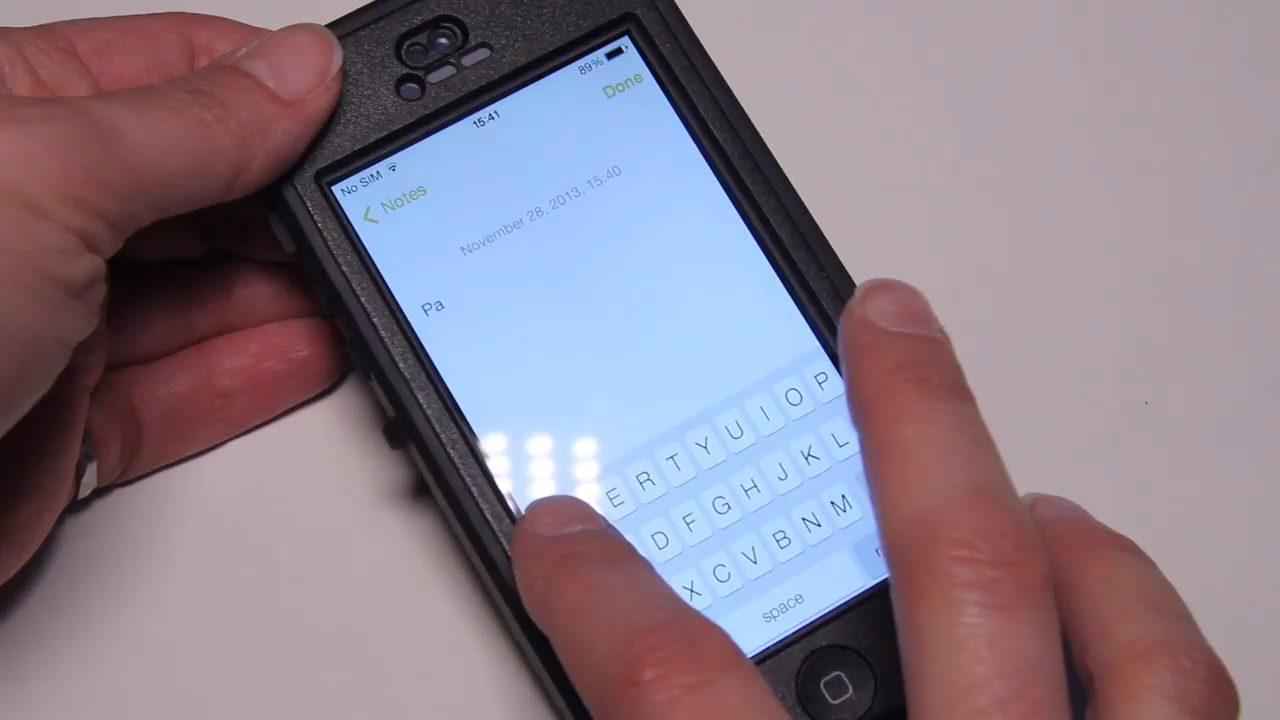 No SIM 15:41 89%
Notes Done
November 28, 2013, 15:40
Pa
E R T Y U I O P
D F G H J K L
X C V B N M
space